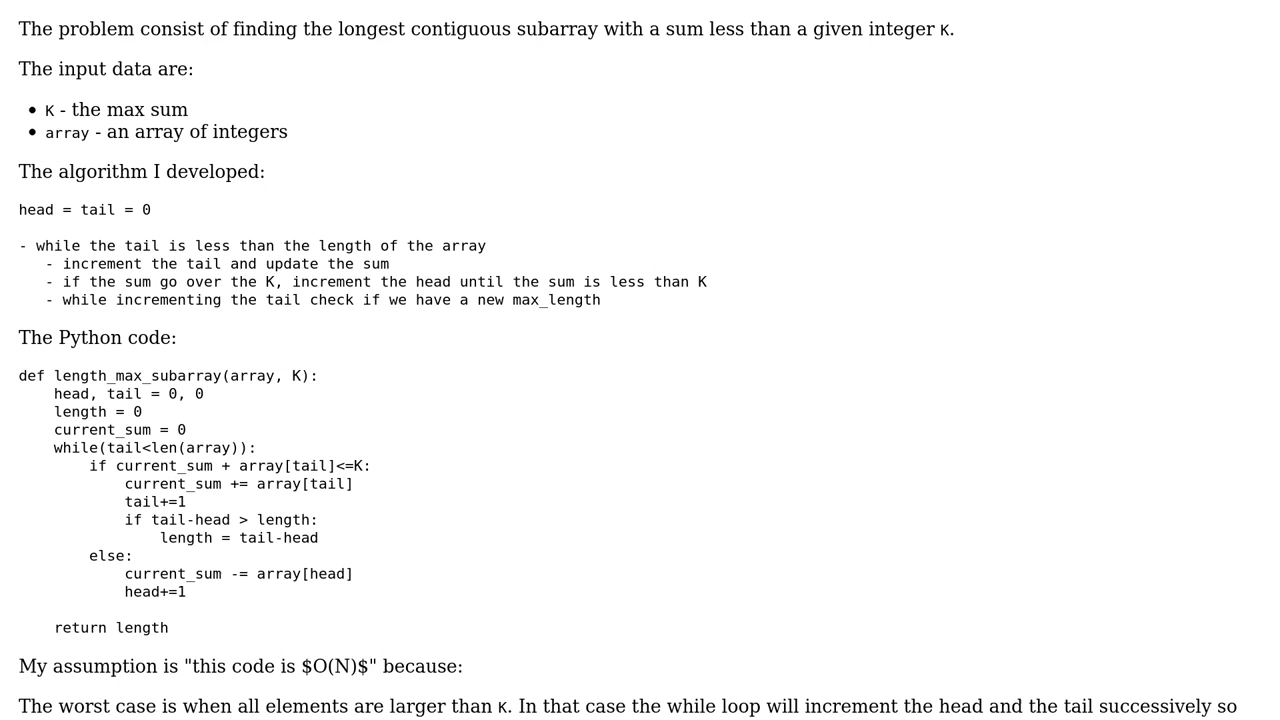 The problem consist of finding the longest contiguous subarray with a sum less than a given integer K.
The input data are:
• K - the max sum
• array - an array of integers
The algorithm I developed:
head = tail = 0
- while the tail is less than the length of the array
   - increment the tail and update the sum
   - if the sum go over the K, increment the head until the sum is less than K
   - while incrementing the tail check if we have a new max_length
The Python code:
def length_max_subarray(array, K):
    head, tail = 0, 0
    length = 0
    current_sum = 0
    while(tail<len(array)):
        if current_sum + array[tail]<=K:
            current_sum += array[tail]
            tail+=1
            if tail-head > length:
                length = tail-head
        else:
            current_sum -= array[head]
            head+=1
    return length
My assumption is "this code is $O(N)$" because:
The worst case is when all elements are larger than K. In that case the while loop will increment the head and the tail successively so